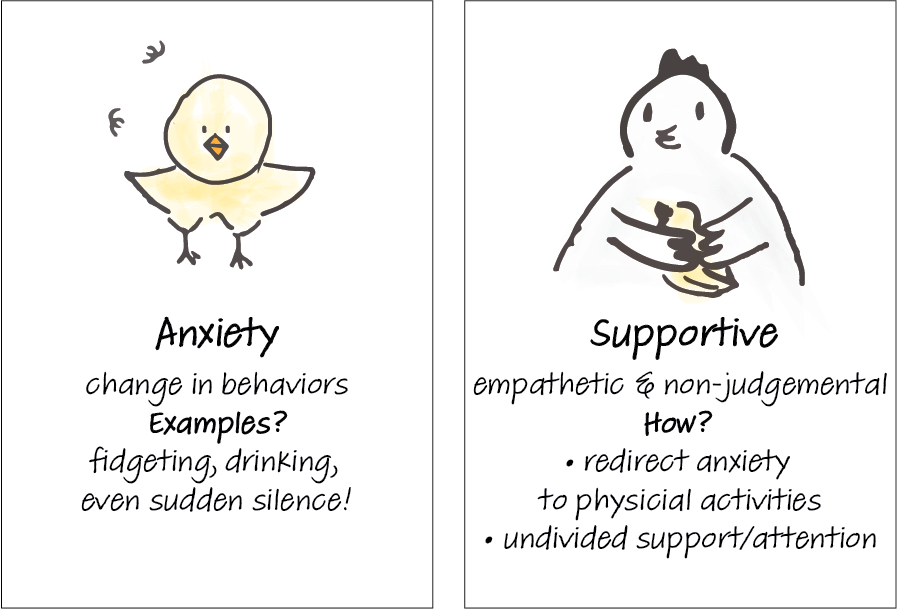 Anxiety
change in behaviors
Examples?
fidgeting, drinking,
even sudden silence!
Supportive
empathetic & non-judgemental
How?
• redirect anxiety
to physicial activities
• undivided support/attention